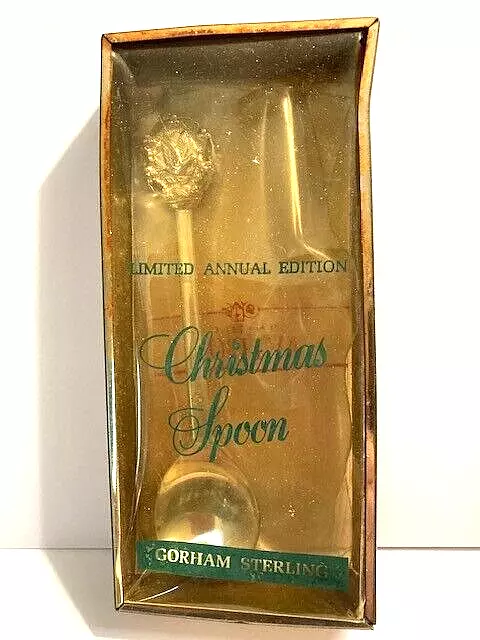 LIMITED ANNUAL EDITION
Christmas
Spoon
GORHAM STERLING